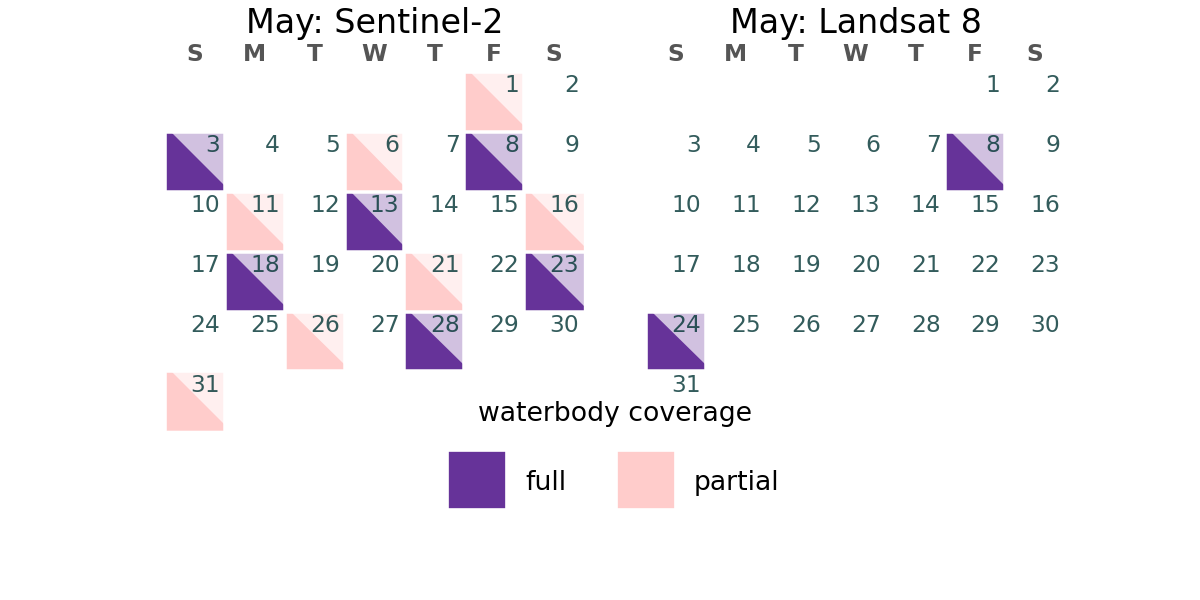 May: Sentinel-2
S M T W T F S
1 2
3 4 5 6 7 8 9
10 11 12 13 14 15 16
17 18 19 20 21 22 23
24 25 26 27 28 29 30
31
May: Landsat 8
S M T W T F S
1 2
3 4 5 6 7 8 9
10 11 12 13 14 15 16
17 18 19 20 21 22 23
24 25 26 27 28 29 30
31
waterbody coverage
full partial